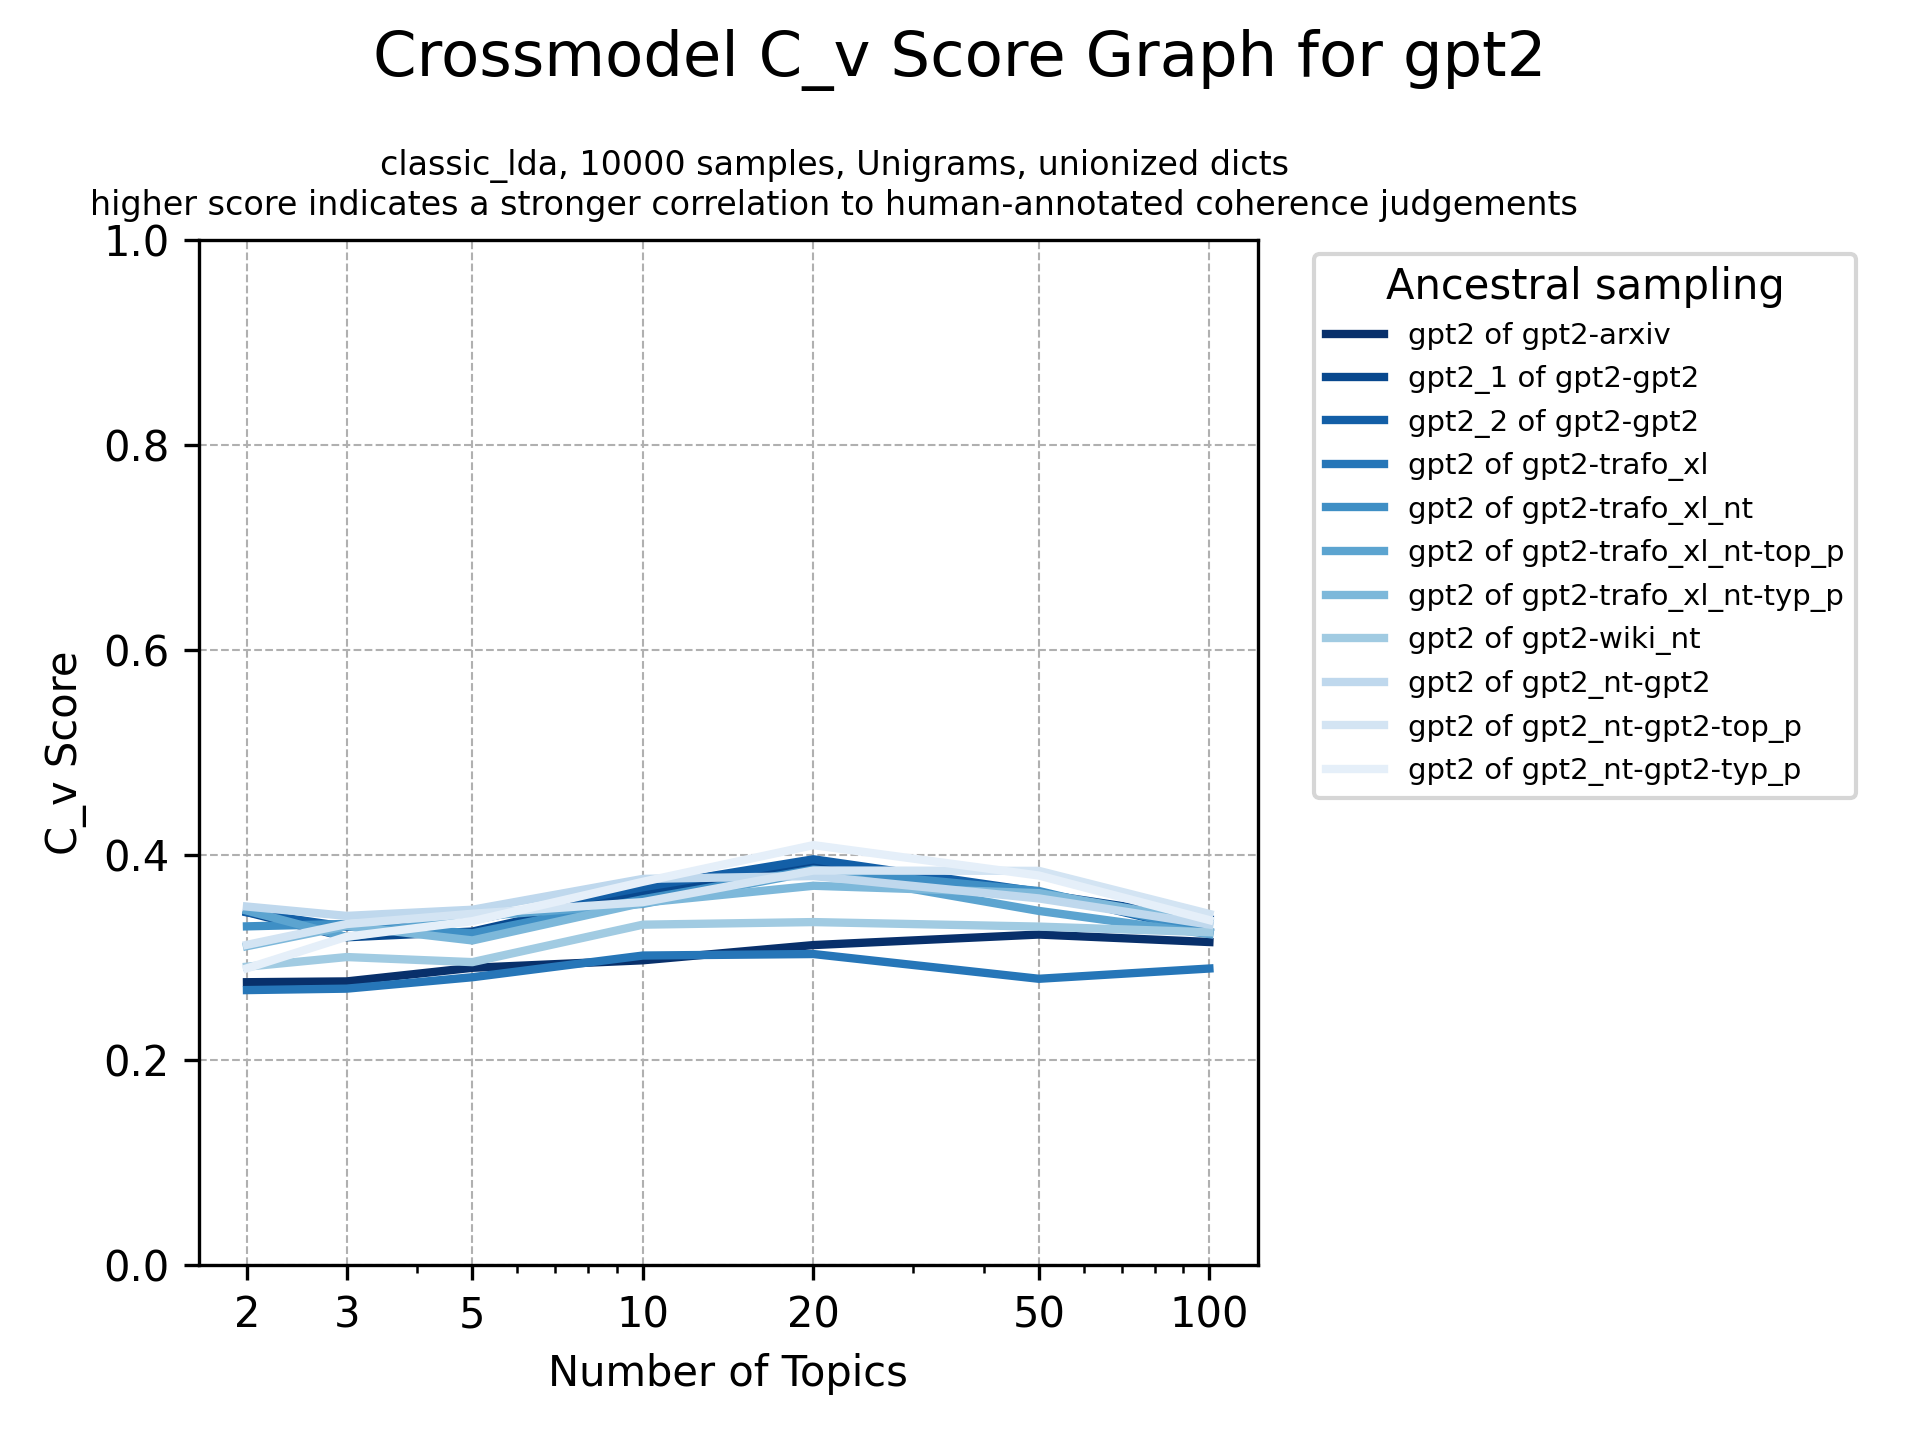 Crossmodel C_v Score Graph for gpt2
classic_lda, 10000 samples, Unigrams, unionized dicts
higher score indicates a stronger correlation to human-annotated coherence judgements
1.0
0.8
0.6
0.4
0.2
0.0
C_v Score
2 3 5 10 20 50 100
Number of Topics
Ancestral sampling
gpt2 of gpt2-arxiv
gpt2_1 of gpt2-gpt2
gpt2_2 of gpt2-gpt2
gpt2 of gpt2-trafo_xl
gpt2 of gpt2-trafo_xl_nt
gpt2 of gpt2-trafo_xl_nt-top_p
gpt2 of gpt2-trafo_xl_nt-typ_p
gpt2 of gpt2-wiki_nt
gpt2 of gpt2_nt-gpt2
gpt2 of gpt2_nt-gpt2-top_p
gpt2 of gpt2_nt-gpt2-typ_p